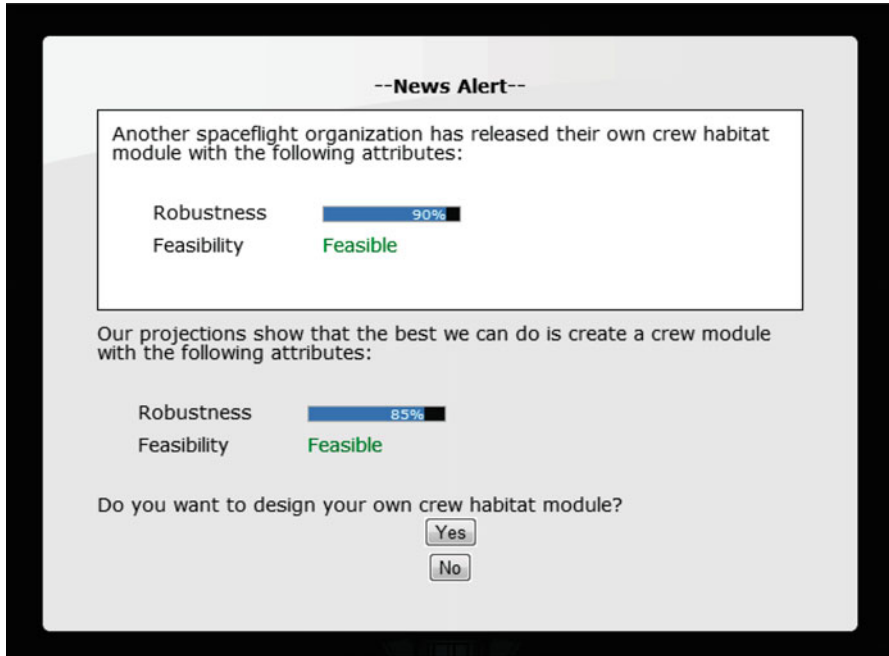 --News Alert--
Another spaceflight organization has released their own crew habitat
module with the following attributes:
Robustness 90%
Feasibility Feasible
Our projections show that the best we can do is create a crew module
with the following attributes:
Robustness 85%
Feasibility Feasible
Do you want to design your own crew habitat module?
Yes
No